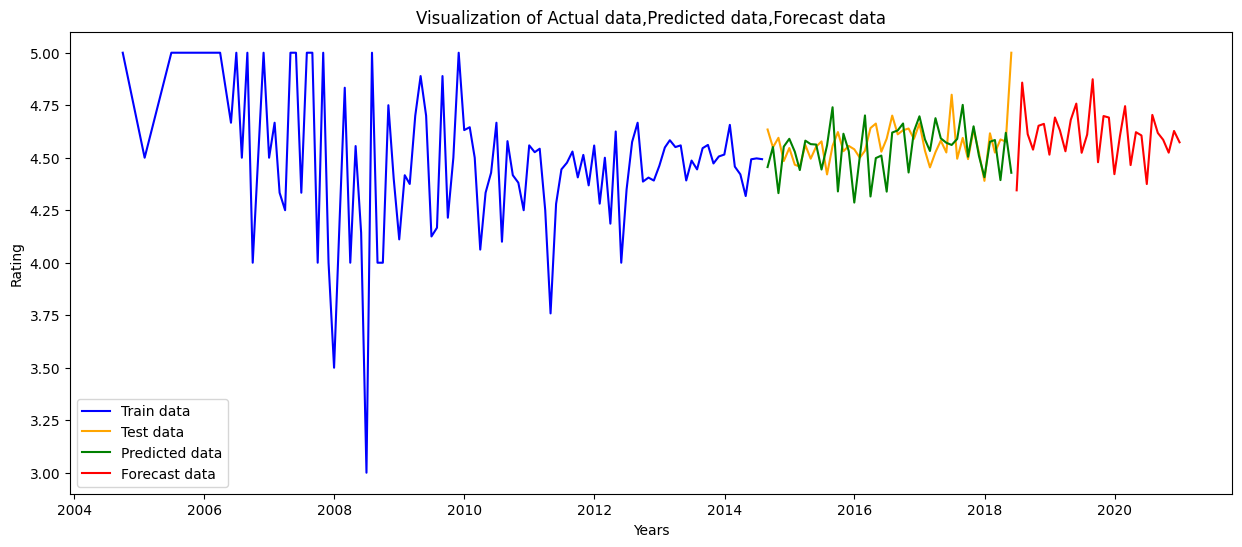 Visualization of Actual data,Predicted data,Forecast data
Rating
5.00
4.75
4.50
4.25
4.00
3.75
3.50
3.25
3.00
Train data
Test data
Predicted data
Forecast data
2004 2006 2008 2010 2012 2014 2016 2018 2020
Years